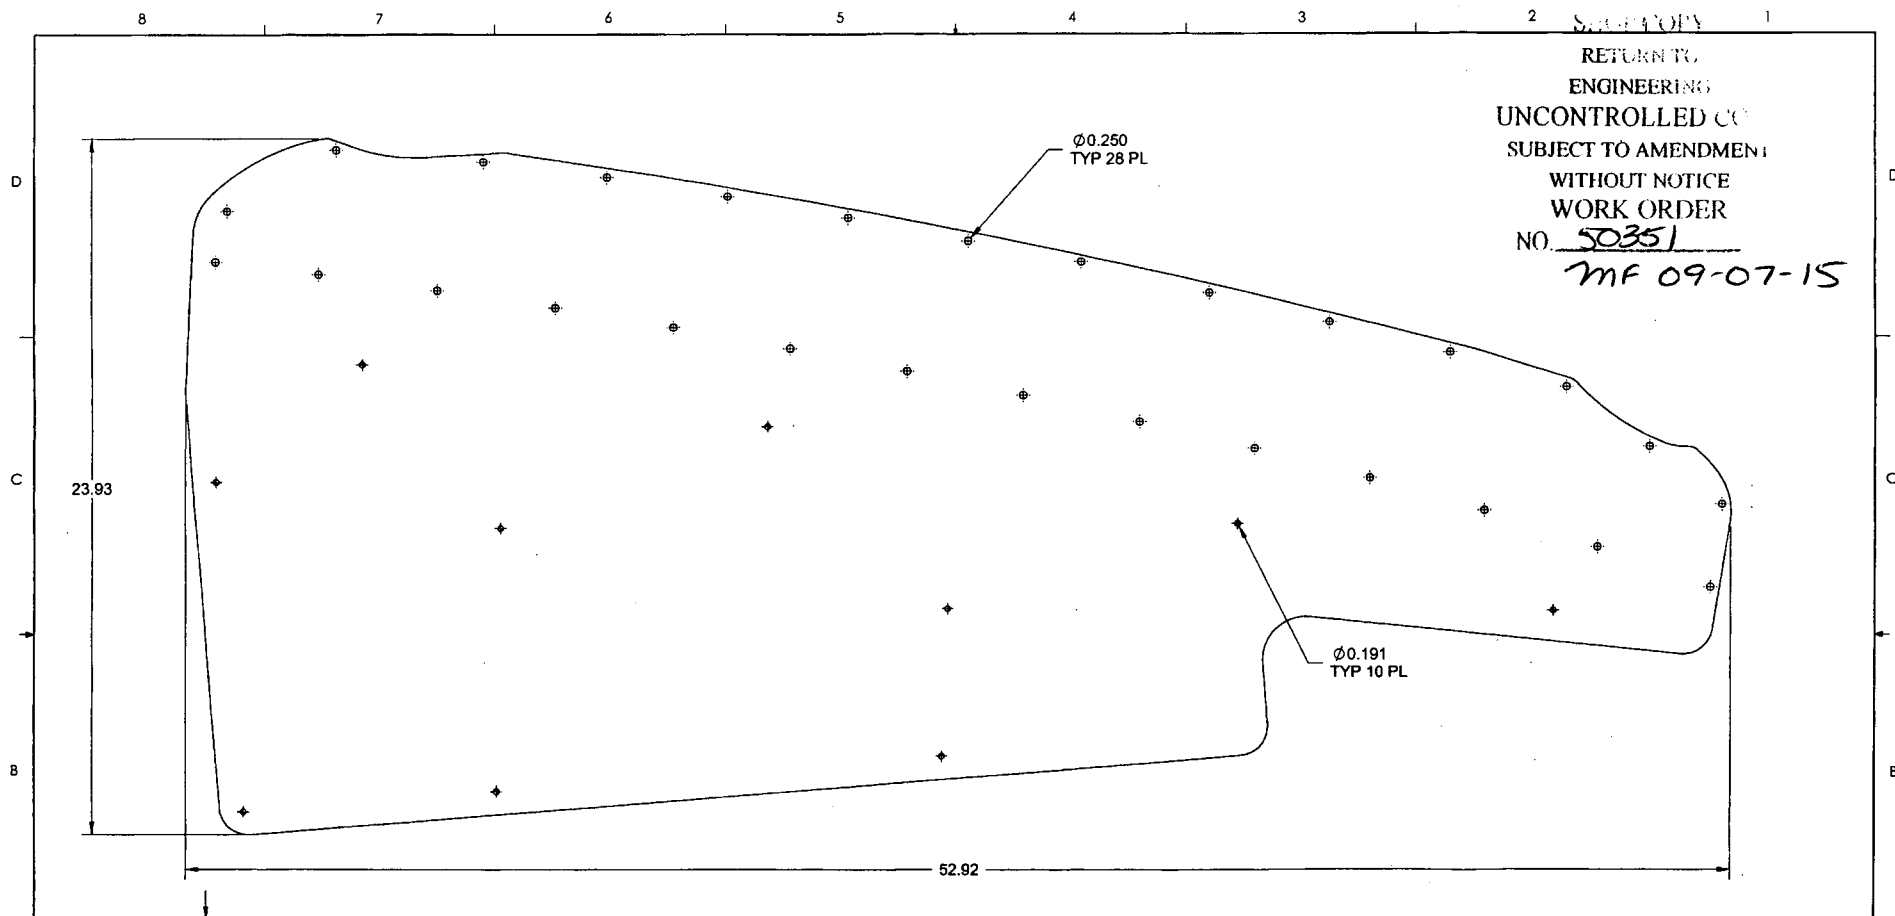 8 7 6 5 4 3 2 1
RETURN TO
ENGINEERING
UNCONTROLLED CO
SUBJECT TO AMENDMENT
WITHOUT NOTICE
WORK ORDER
NO. 50351
MF 09-07-15
Ø0.250
TYP 28 PL
D D
23.93
C C
Ø0.191
TYP 10 PL
B B
52.92